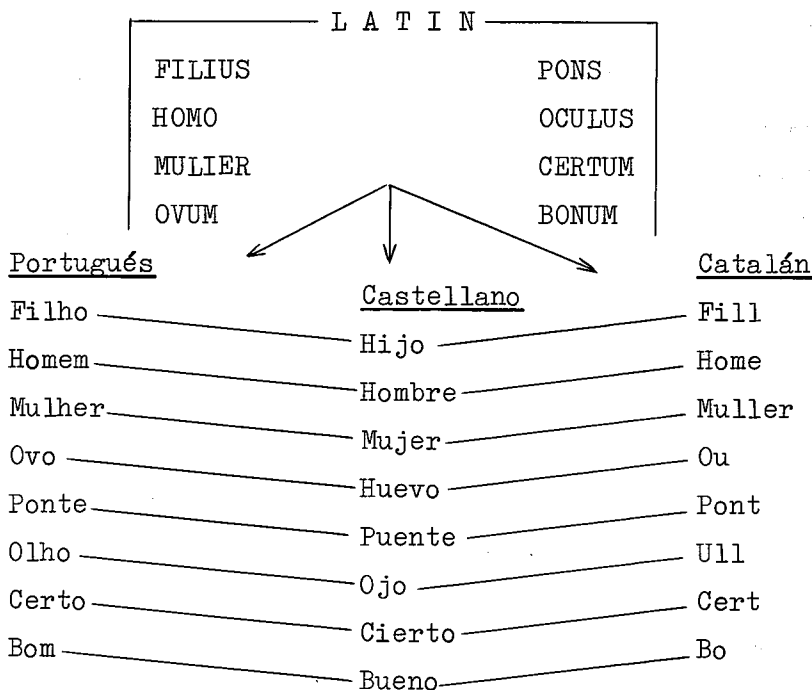 L A T I N
FILIUS PONS
HOMO OCULUS
MULIER CERTUM
OVUM BONUM
Portugués Castellano Catalán
Filho Hijo Fill
Homem Hombre Home
Mulher Mujer Muller
Ovo Huevo Ou
Ponte Puente Pont
Olho Ojo Ull
Certo Cierto Cert
Bom Bueno Bo